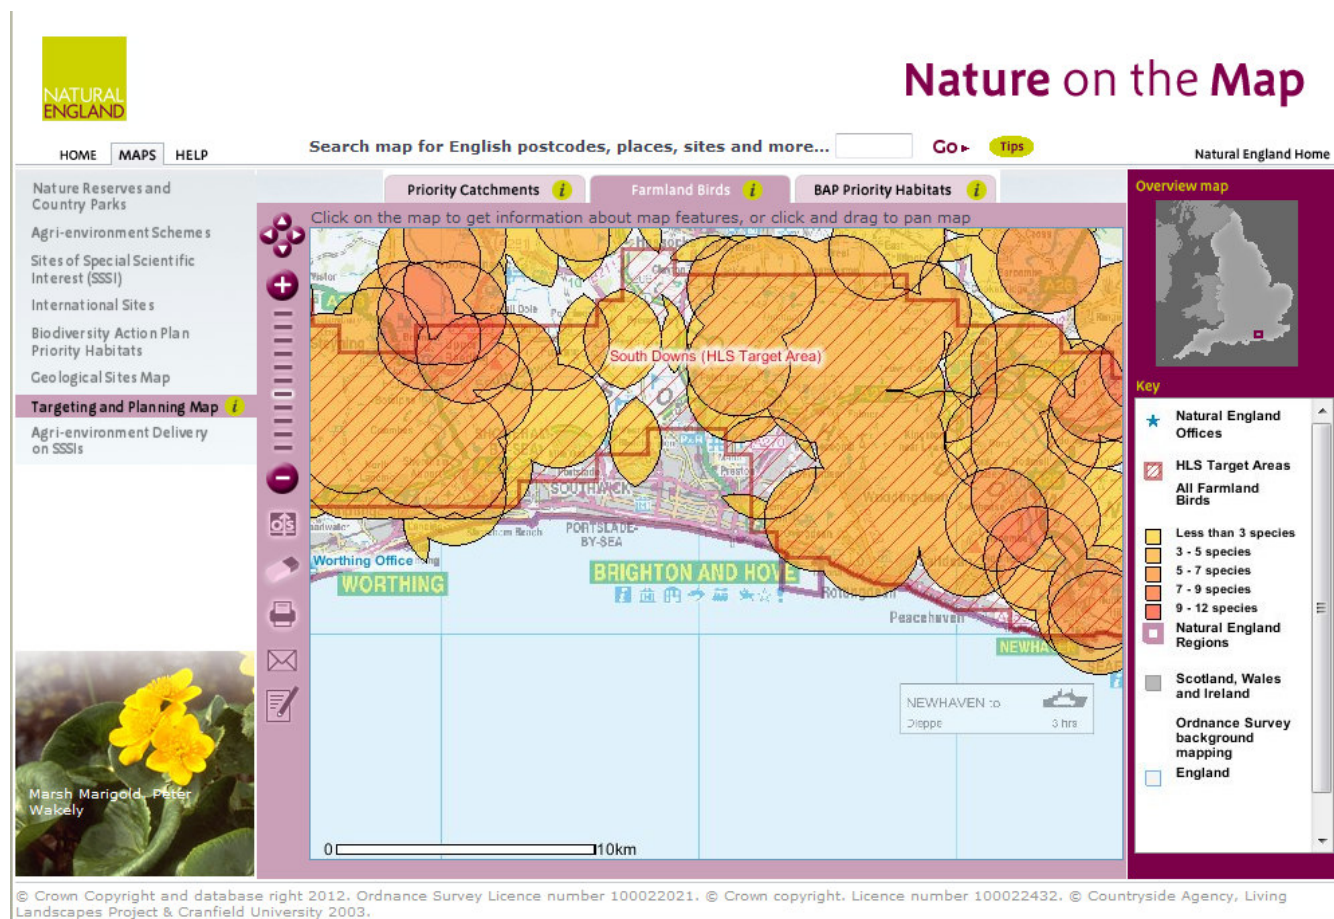 NATURAL
ENGLAND
Nature on the Map
HOME MAPS HELP
Search map for English postcodes, places, sites and more...
Go
Tips
Natural England Home
Nature Reserves and
Country Parks
Agri-environment Schemes
Sites of Special Scientific
Interest (SSSI)
International Sites
Biodiversity Action Plan
Priority Habitats
Geological Sites Map
Targeting and Planning Map i
Agri-environment Delivery
on SSSIs
Marsh Marigold. Peter
Wakely
Priority Catchments i
Farmland Birds i
BAP Priority Habitats i
Click on the map to get information about map features, or click and drag to pan map
South Downs (HLS Target Area)
A26
A270
SOUTHWICK
Portslade
Preston
PORTSLADE-
BY-SEA
Worthing Office
WORTHING
BRIGHTON AND HOVE
Rottingdean
Peacehaven
NEWHAVEN to
Dieppe 3 hrs
0 10km
Overview map
Key
Natural England
Offices
HLS Target Areas
All Farmland
Birds
Less than 3 species
3 - 5 species
5 - 7 species
7 - 9 species
9 - 12 species
Natural England
Regions
Scotland, Wales
and Ireland
Ordnance Survey
background
mapping
England
© Crown Copyright and database right 2012. Ordnance Survey Licence number 100022021. © Crown copyright. Licence number 100022432. © Countryside Agency, Living
Landscapes Project & Cranfield University 2003.